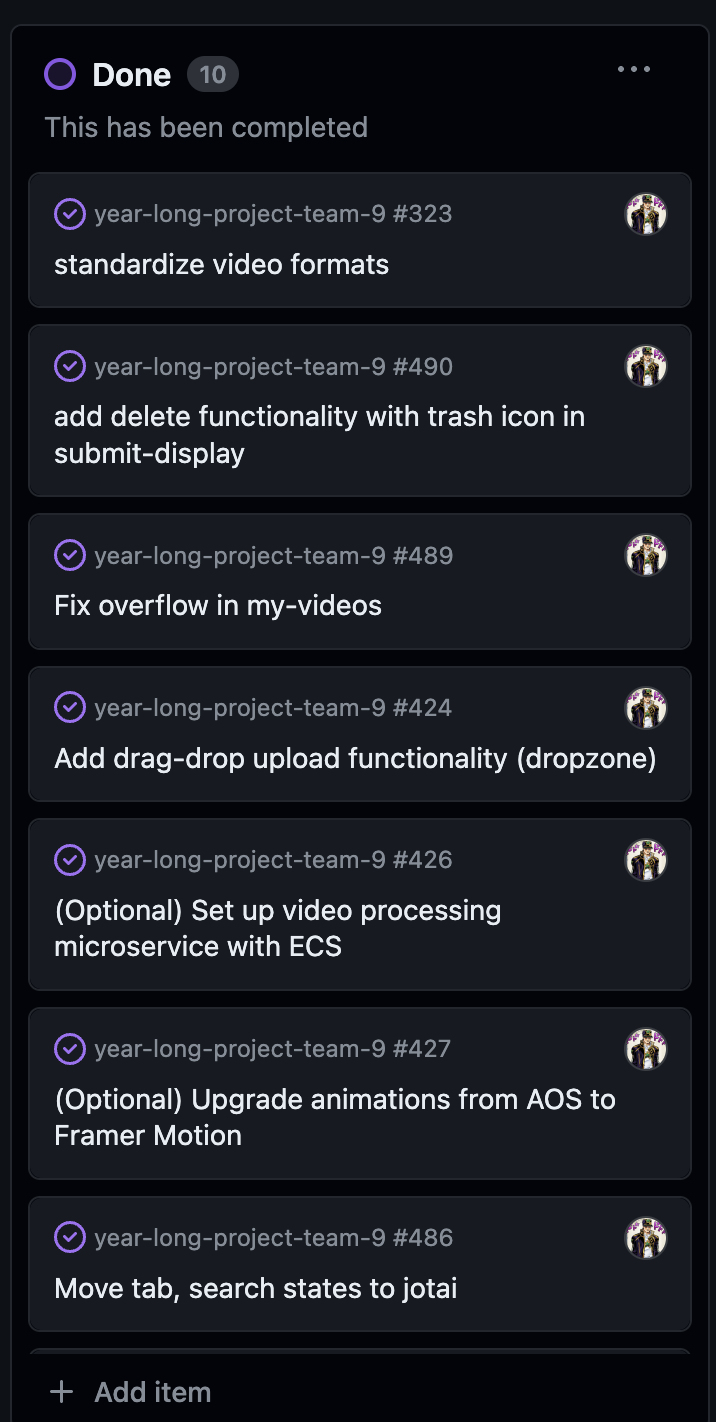 Done 10
This has been completed
year-long-project-team-9 #323
standardize video formats
year-long-project-team-9 #490
add delete functionality with trash icon in
submit-display
year-long-project-team-9 #489
Fix overflow in my-videos
year-long-project-team-9 #424
Add drag-drop upload functionality (dropzone)
year-long-project-team-9 #426
(Optional) Set up video processing
microservice with ECS
year-long-project-team-9 #427
(Optional) Upgrade animations from AOS to
Framer Motion
year-long-project-team-9 #486
Move tab, search states to jotai
Add item